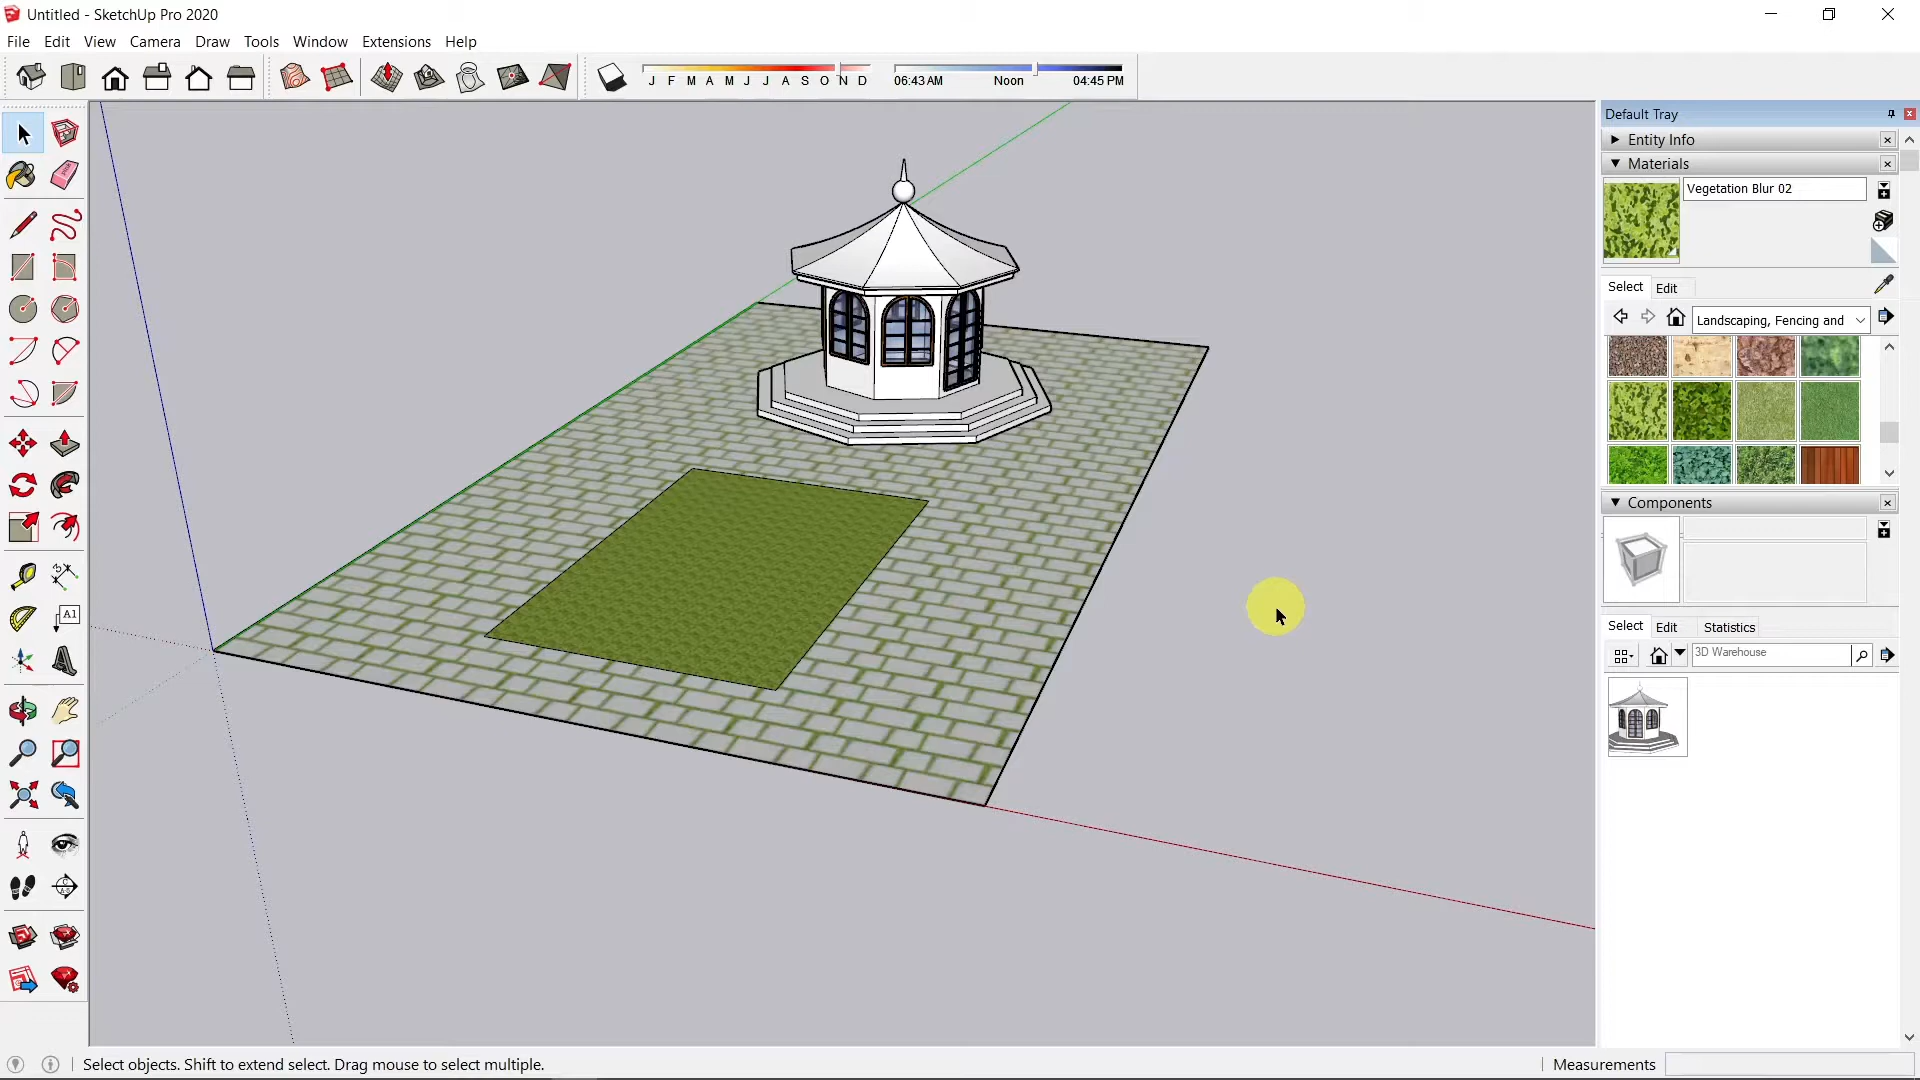 Untitled - SketchUp Pro 2020
File Edit View Camera Draw Tools Window Extensions Help
J F M A M J J A S O N D
06:43 AM Noon 04:45 PM
Default Tray
Entity Info
Materials
Vegetation Blur 02
Select Edit
Landscaping, Fencing and
Components
Select Edit Statistics
3D Warehouse
A1
Select objects. Shift to extend select. Drag mouse to select multiple.
Measurements